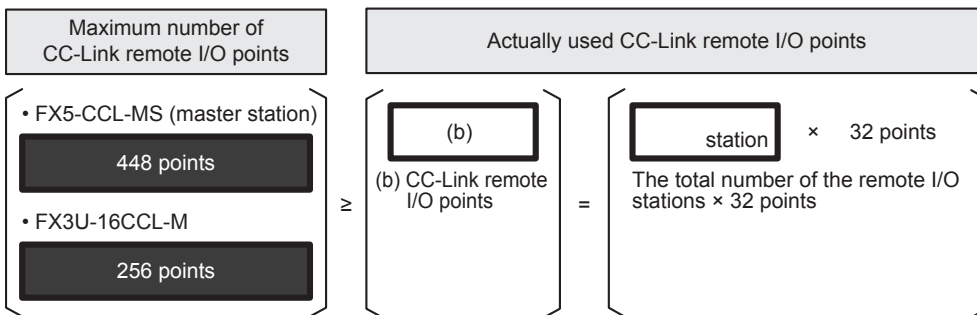 Maximum number of
CC-Link remote I/O points
Actually used CC-Link remote I/O points
• FX5-CCL-MS (master station)
448 points
• FX3U-16CCL-M
256 points
≥
(b)
(b) CC-Link remote
I/O points
=
station × 32 points
The total number of the remote I/O
stations × 32 points